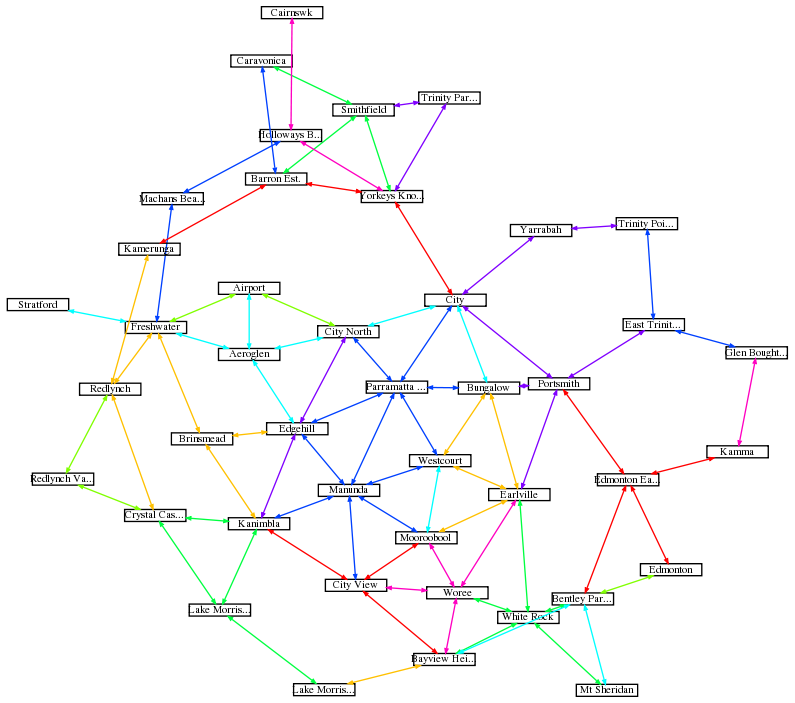 Cairnswk
Caravonica
Trinity Par...
Smithfield
Holloways B...
Barron Est.
Machans Bea...
Yorkeys Kno...
Trinity Poi...
Yarrabah
Kamerunga
Airport
City
Stratford
East Trinit...
Freshwater
City North
Aeroglen
Glen Bought...
Redlynch
Parramatta ...
Bungalow
Portsmith
Edgehill
Brinsmead
Kamma
Westcourt
Redlynch Va...
Edmonton Ea...
Manunda
Earlville
Crystal Cas...
Kanimbla
Mooroobool
Edmonton
City View
Woree
Bentley Par...
Lake Morris...
White Rock
Bayview Hei...
Lake Morris...
Mt Sheridan